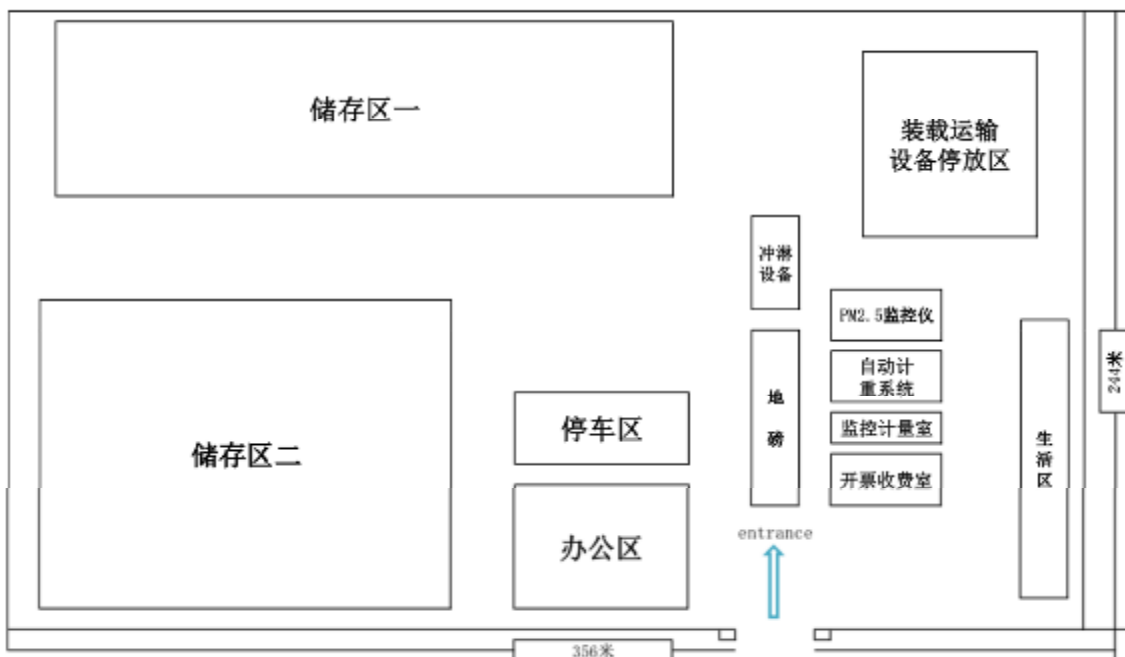 储存区一
装载运输
设备停放区
冲淋
设备
PM2.5监控仪
自动计
重系统
监控计量室
开票收费室
地
磅
生
活
区
244米
储存区二
停车区
办公区
entrance
356米